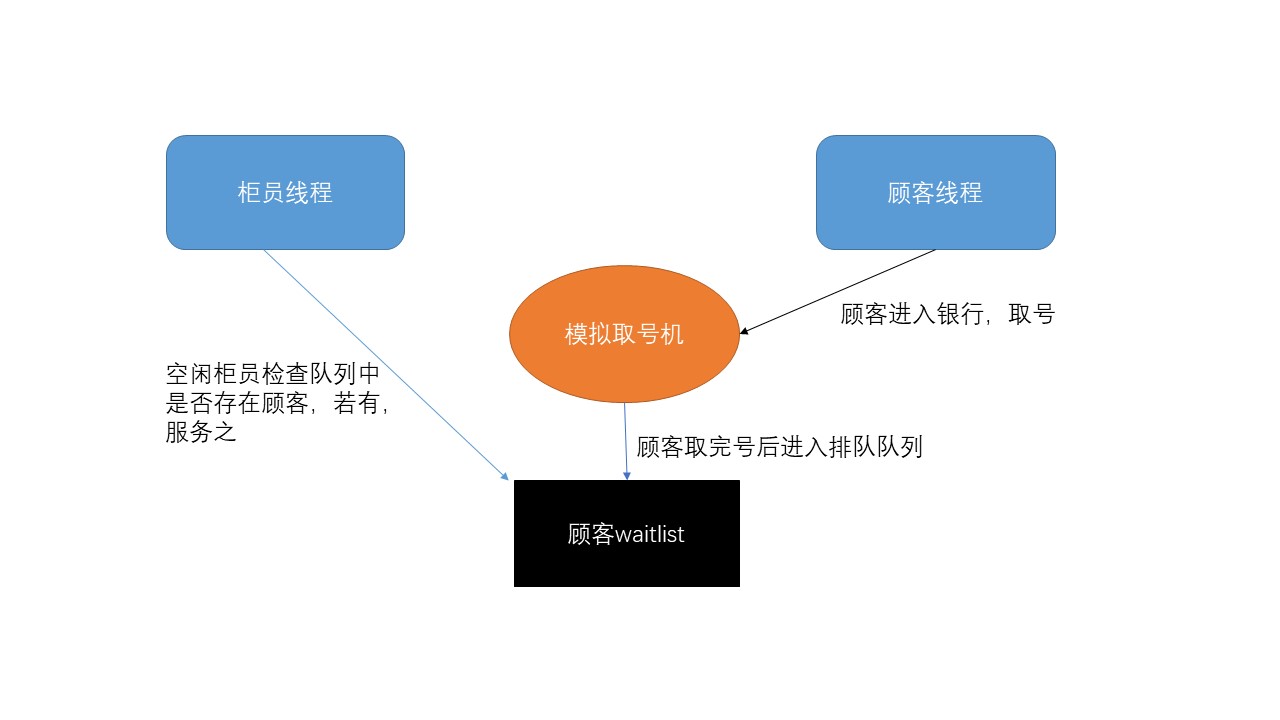 柜员线程
顾客线程
模拟取号机
顾客进入银行，取号
空闲柜员检查队列中
是否存在顾客，若有，
服务之
顾客取完号后进入排队队列
顾客waitlist